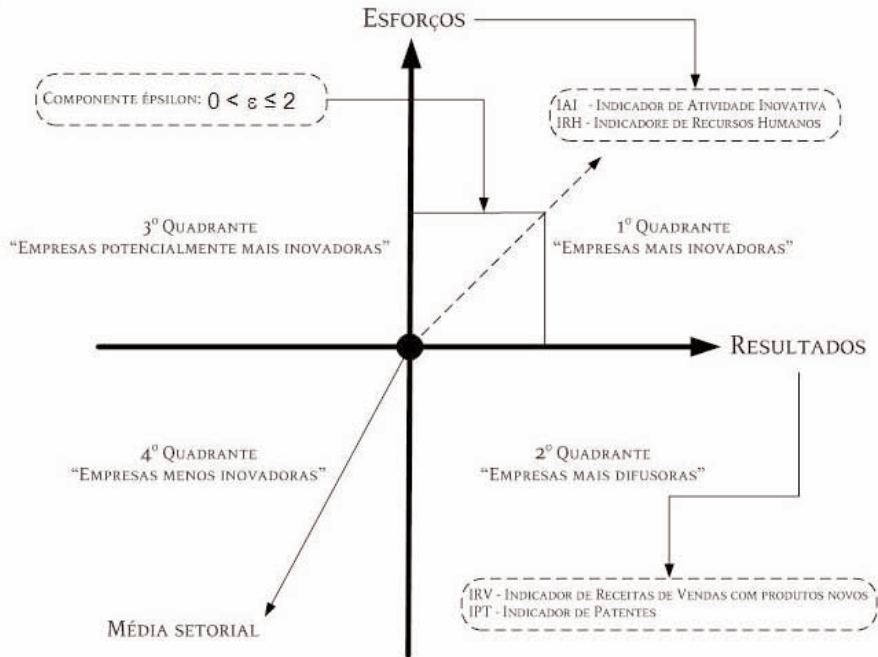 Esforços
Componente épsilon: 0 < ε ≤ 2
IAI - Indicador de Atividade Inovativa
IRH - Indicadore de Recursos Humanos
3º Quadrante
"Empresas potencialmente mais inovadoras"
1º Quadrante
"Empresas mais inovadoras"
Resultados
4º Quadrante
"Empresas menos inovadoras"
2º Quadrante
"Empresas mais difusoras"
Média setorial
IRV - Indicador de Receitas de Vendas com produtos novos
IPT - Indicador de Patentes